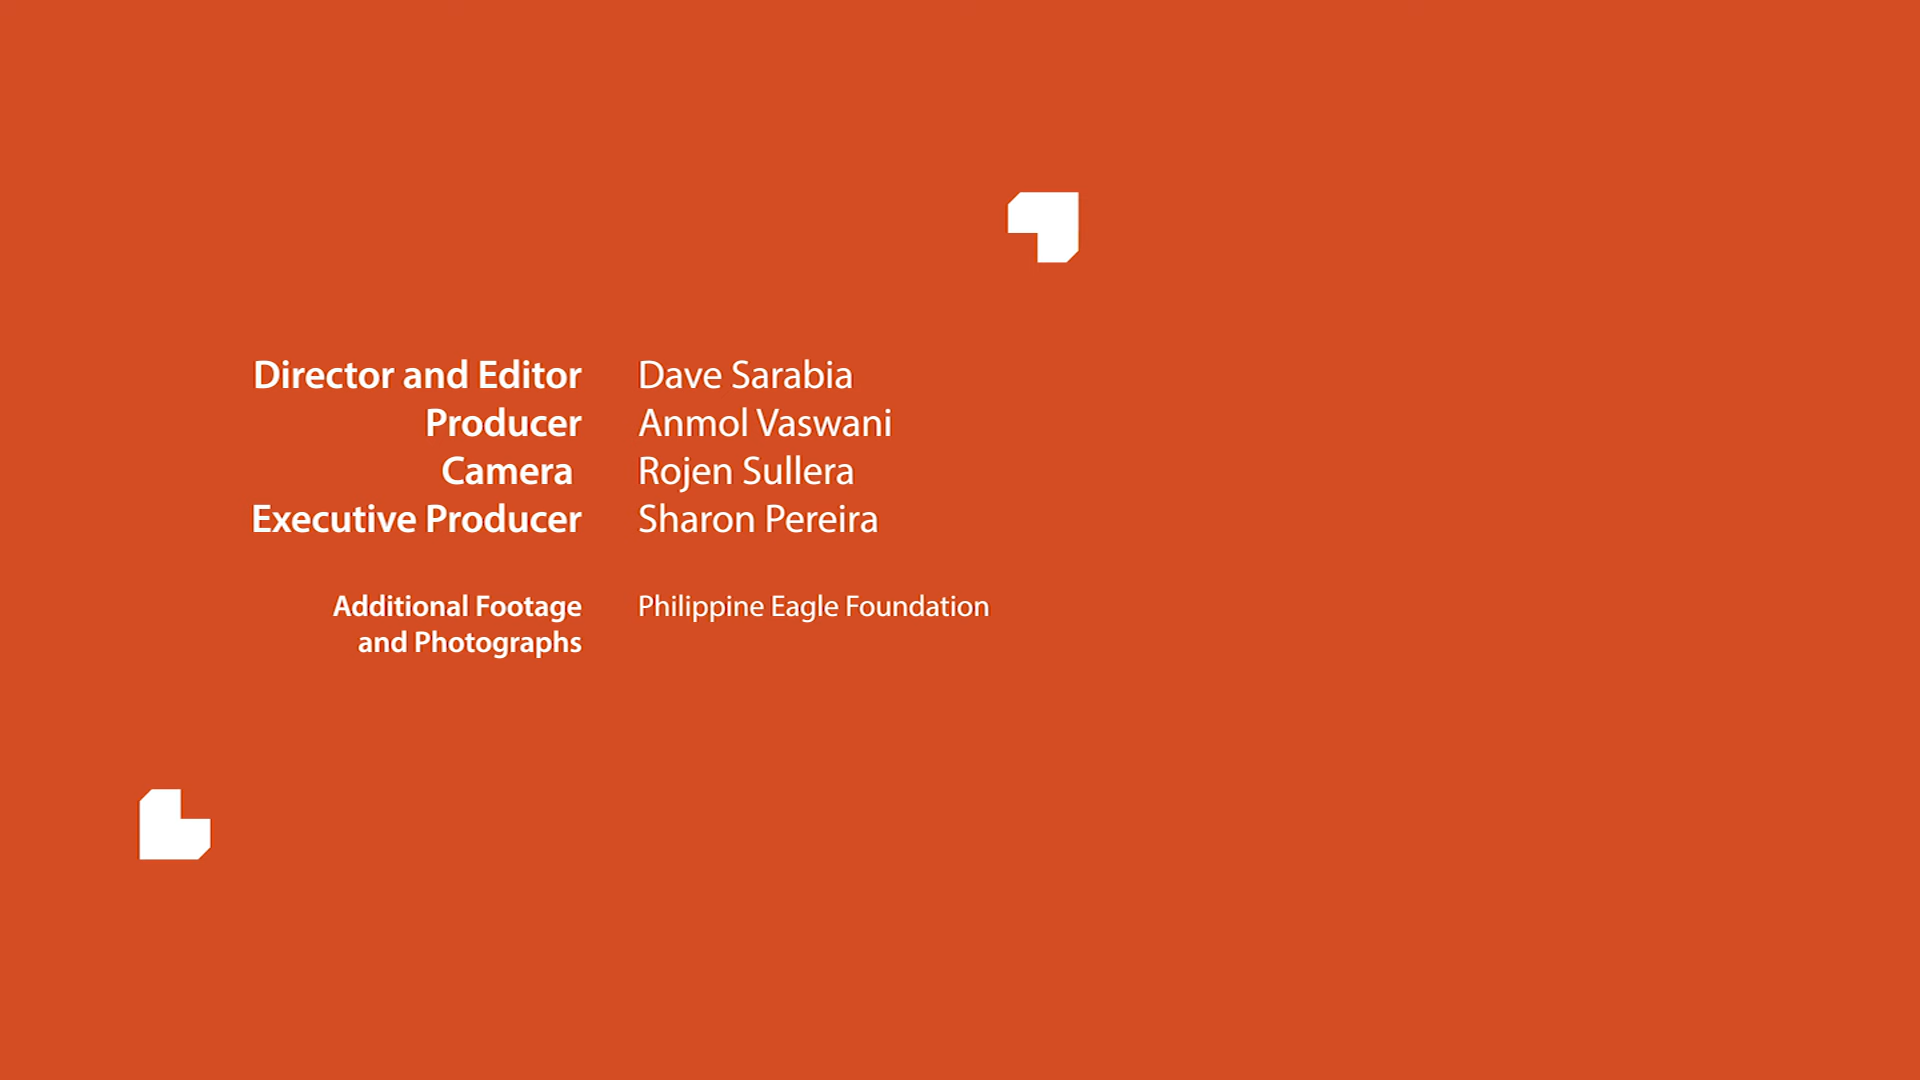 Director and Editor Dave Sarabia
Producer Anmol Vaswani
Camera Rojen Sullera
Executive Producer Sharon Pereira
Additional Footage Philippine Eagle Foundation
and Photographs